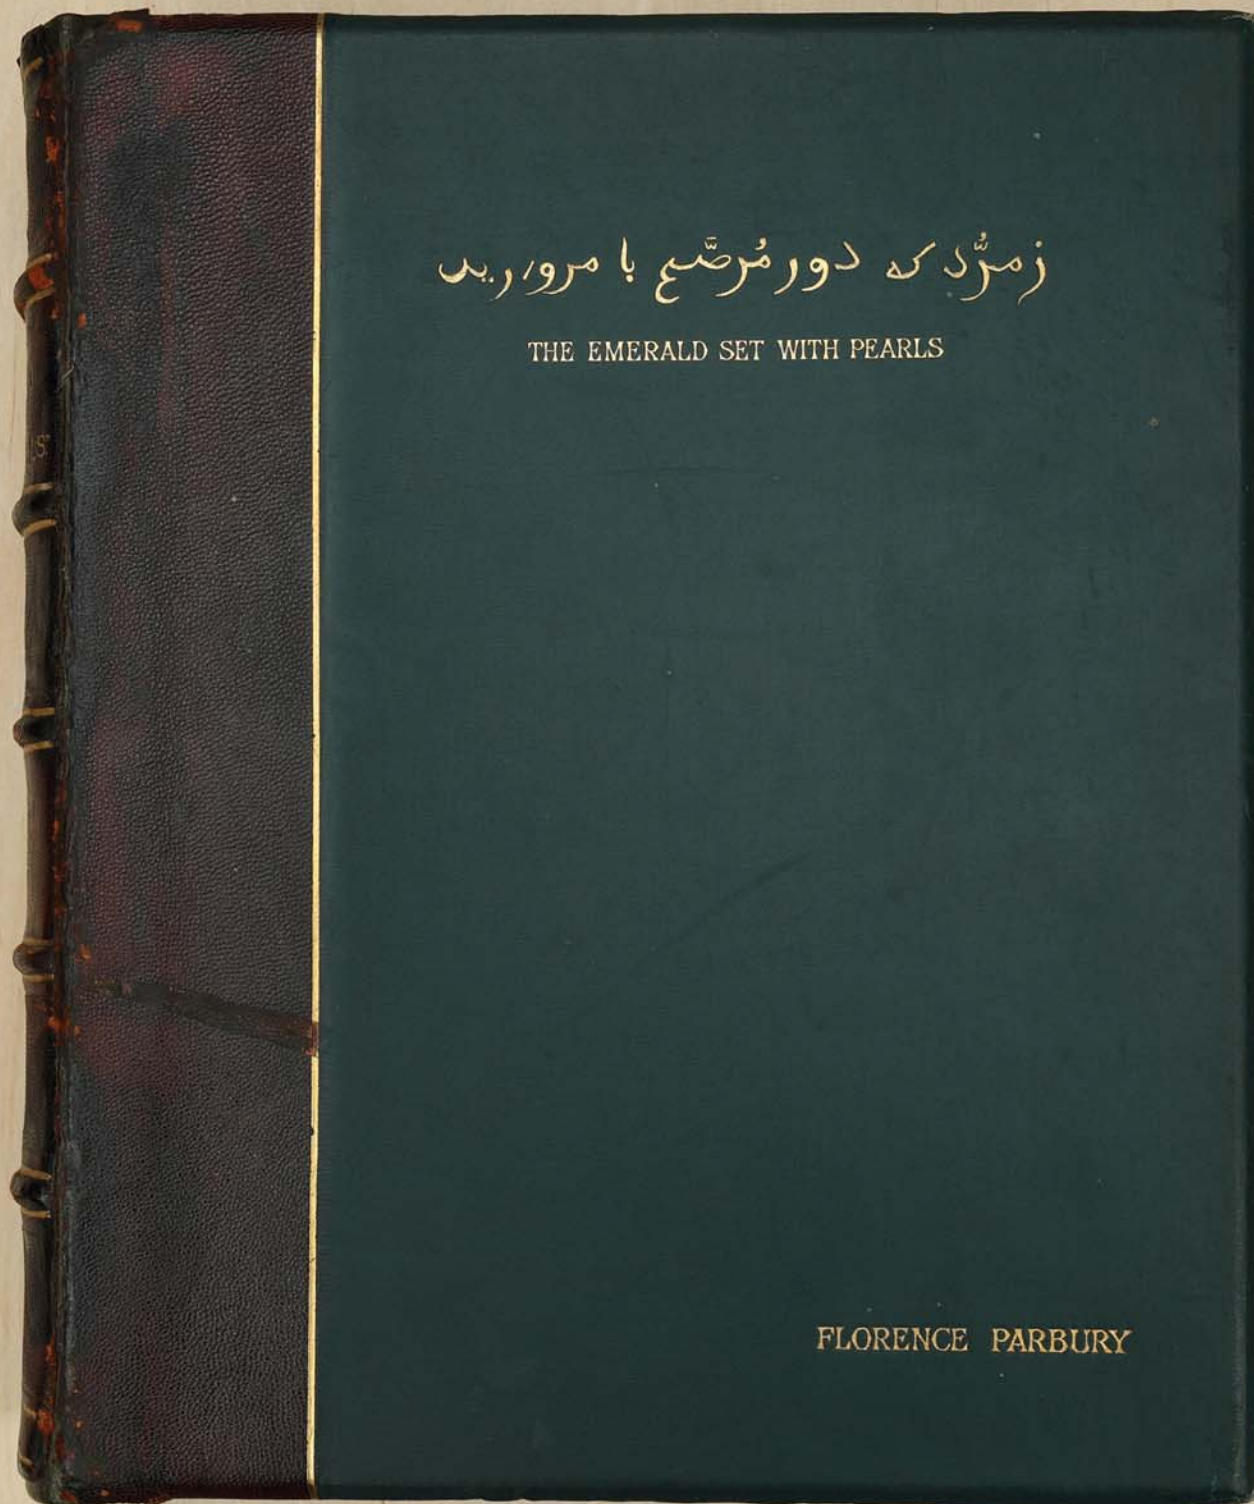 زمرُّد که دور مُرصَّع با مروارید
THE EMERALD SET WITH PEARLS
FLORENCE PARBURY